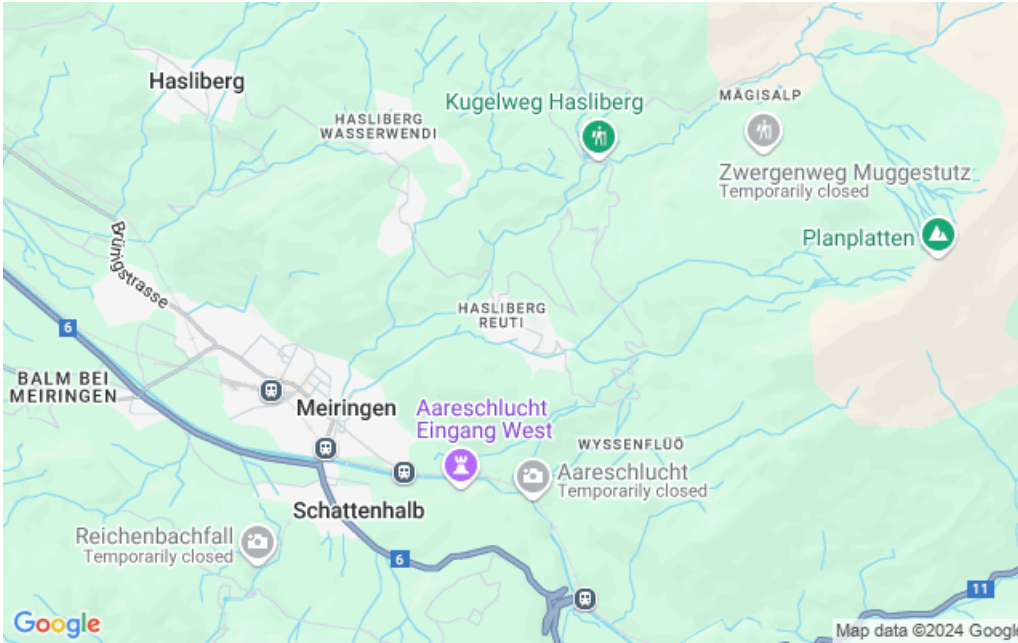 Hasliberg
HASLIBERG
WASSERWENDI
Kugelweg Hasliberg
MÄGISALP
Zwergenweg Muggestutz
Temporarily closed
Planplatten
Brünigstrasse
HASLIBERG
REUTI
6
BALM BEI
MEIRINGEN
Meiringen
Aareschlucht
Eingang West
WYSSENFLÜÖ
Aareschlucht
Temporarily closed
Schattenhalb
Reichenbachfall
Temporarily closed
6
11
Google
Map data ©2024 Google